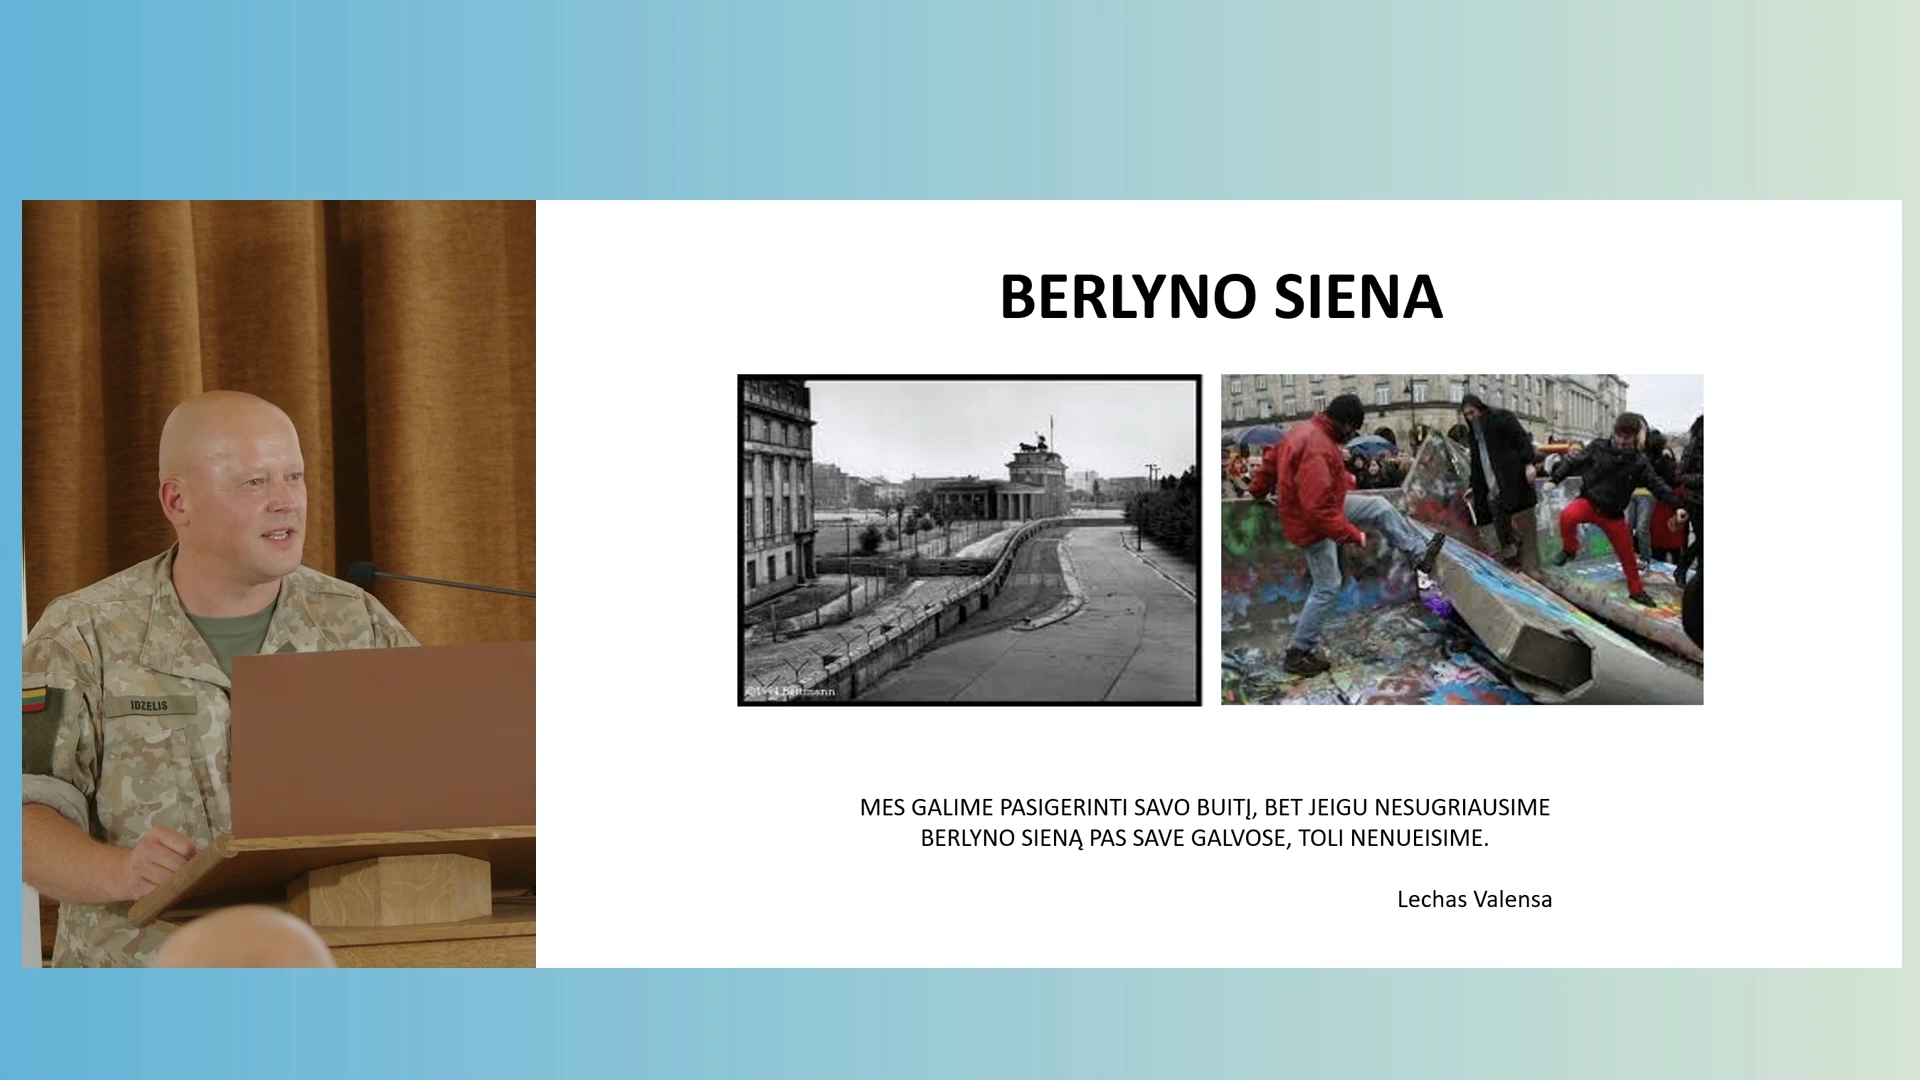 BERLYNO SIENA
IDZELIS
MES GALIME PASIGERINTI SAVO BUITĮ, BET JEIGU NESUGRIAUSIME
BERLYNO SIENĄ PAS SAVE GALVOSE, TOLI NENUEISIME.
Lechas Valensa